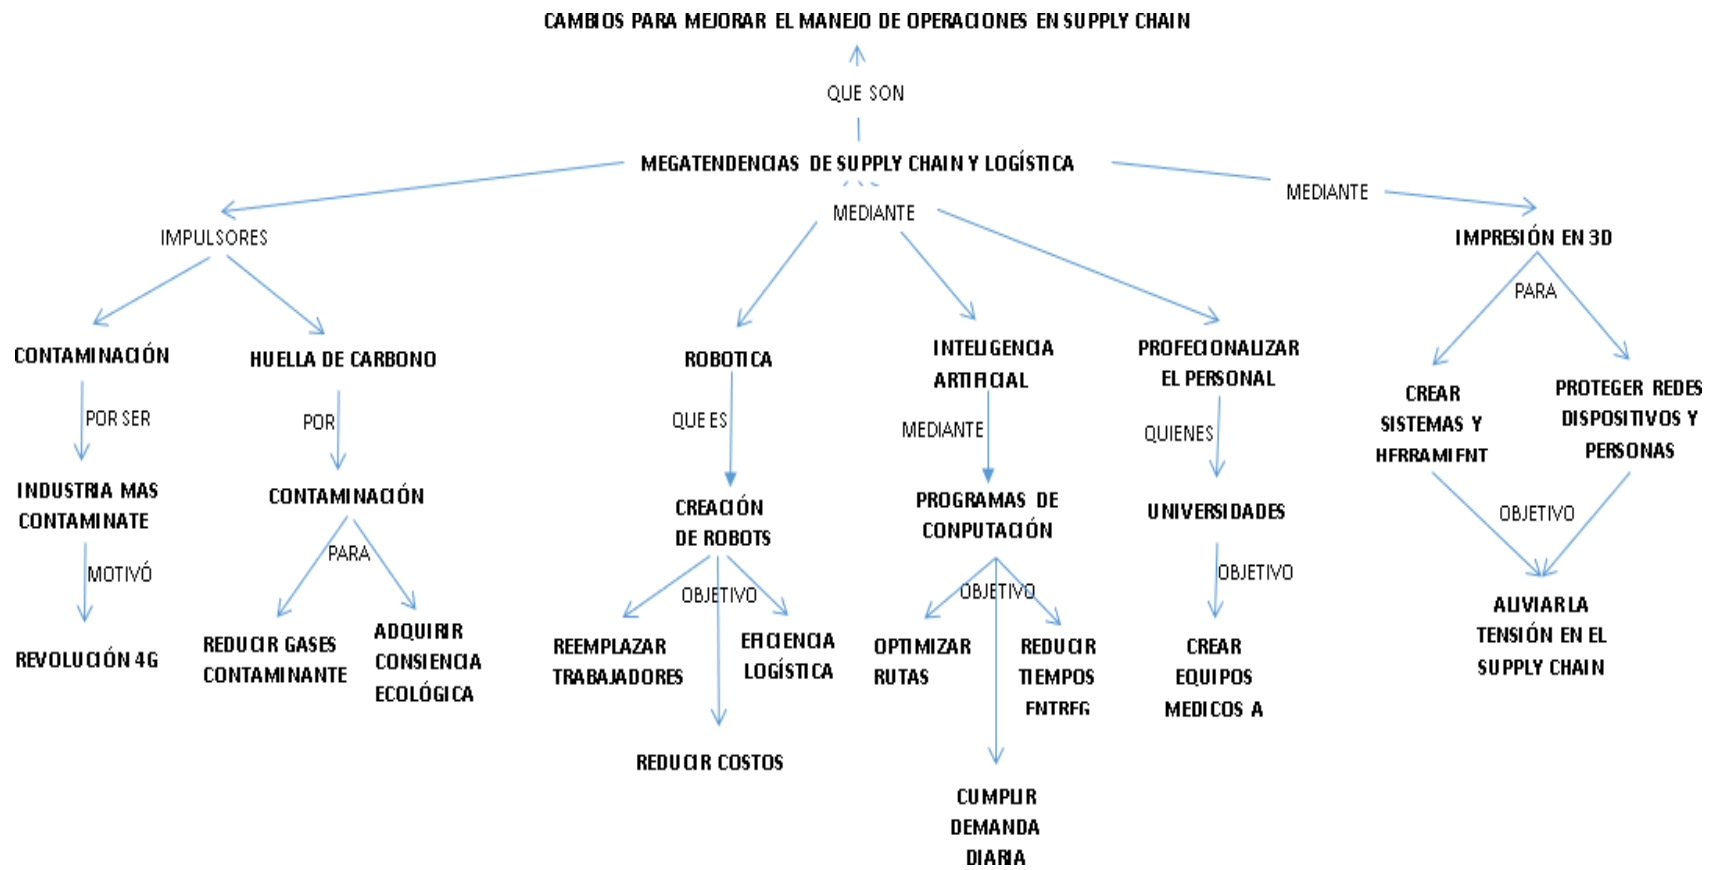 CAMBIOS PARA MEJORAR EL MANEJO DE OPERACIONES EN SUPPLY CHAIN
QUE SON
MEGATENDENCIAS DE SUPPLY CHAIN Y LOGÍSTICA
MEDIANTE
MEDIANTE
IMPULSORES
IMPRESIÓN EN 3D
PARA
CONTAMINACIÓN
HUELLA DE CARBONO
ROBOTICA
INTELIGENCIA
ARTIFICIAL
PROFECIONALIZAR
EL PERSONAL
CREAR
SISTEMAS Y
HERRAMIENT
PROTEGER REDES
DISPOSITIVOS Y
PERSONAS
POR SER
POR
QUE ES
MEDIANTE
QUIENES
INDUSTRIA MAS
CONTAMINATE
CONTAMINACIÓN
CREACIÓN
DE ROBOTS
PROGRAMAS DE
CONPUTACIÓN
UNIVERSIDADES
OBJETIVO
MOTIVÓ
PARA
OBJETIVO
OBJETIVO
OBJETIVO
REVOLUCIÓN 4G
REDUCIR GASES
CONTAMINANTE
ADQUIRIR
CONSIENCIA
ECOLÓGICA
REEMPLAZAR
TRABAJADORES
EFICIENCIA
LOGÍSTICA
OPTIMIZAR
RUTAS
REDUCIR
TIEMPOS
ENTREG
CREAR
EQUIPOS
MEDICOS A
ALIVIAR LA
TENSIÓN EN EL
SUPPLY CHAIN
REDUCIR COSTOS
CUMPLIR
DEMANDA
DIARIA